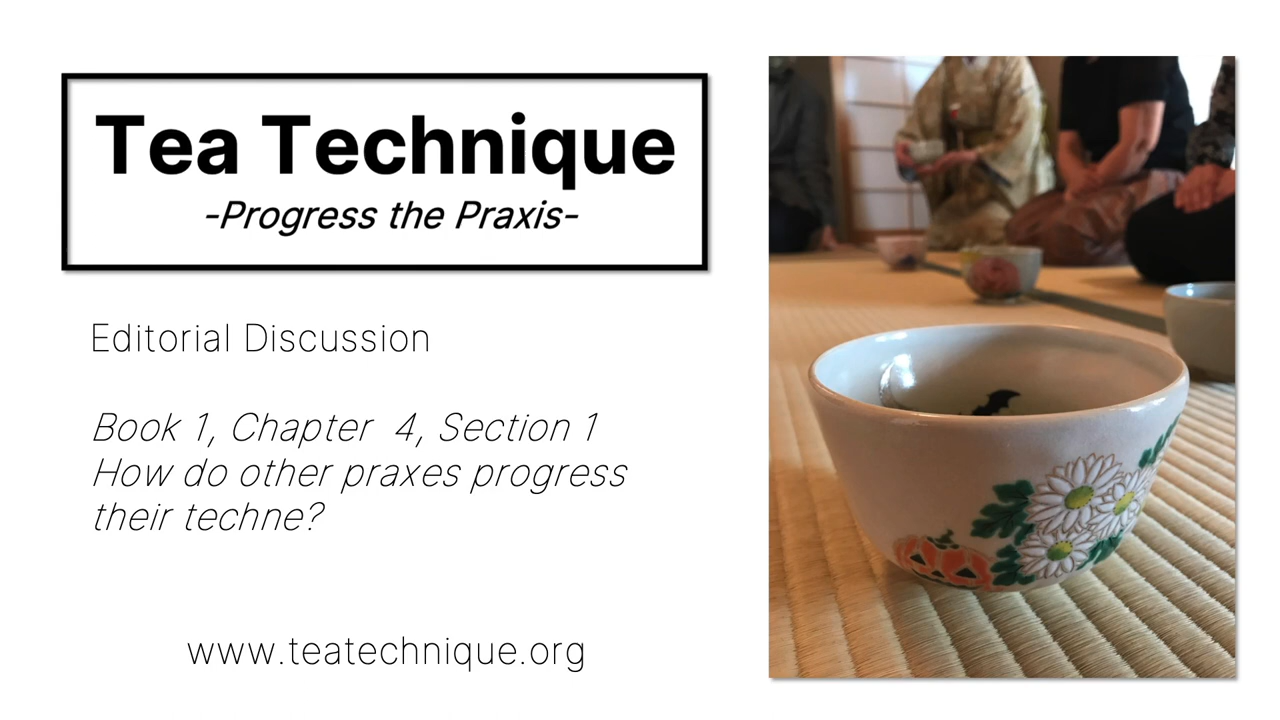 Tea Technique
-Progress the Praxis-
Editorial Discussion
Book 1, Chapter 4, Section 1
How do other praxes progress
their techne?
www.teatechnique.org